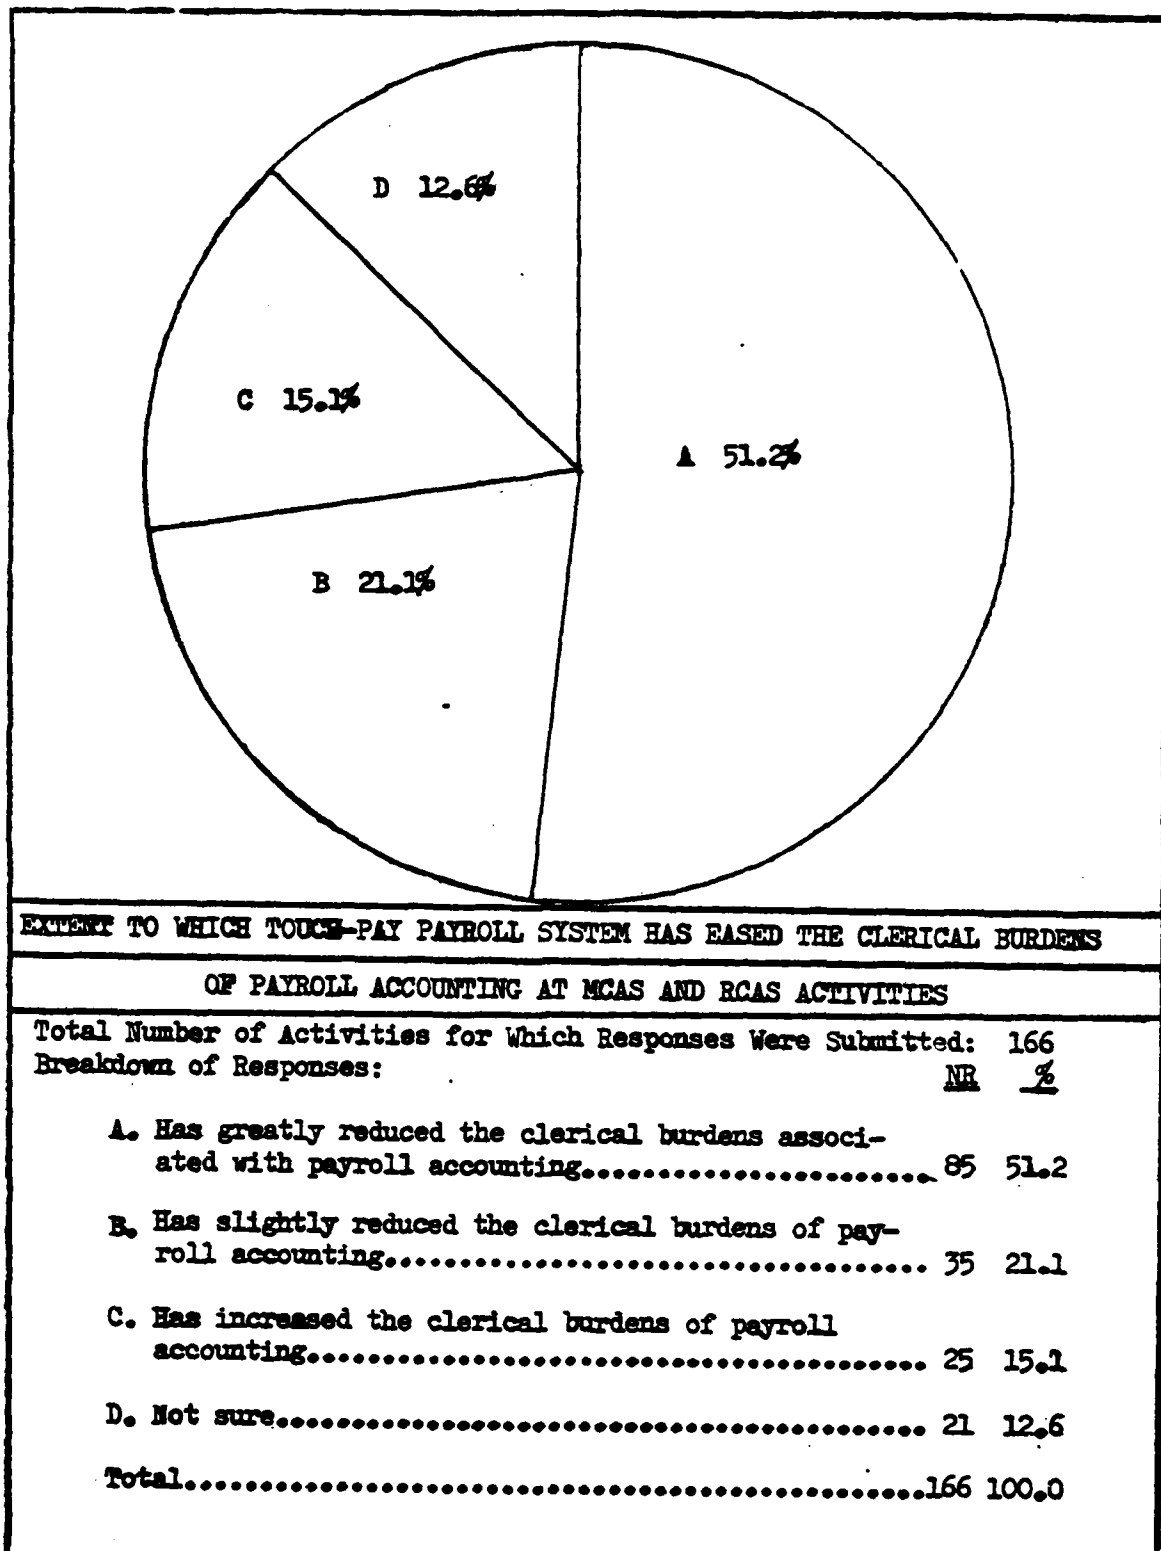 D 12.6%
C 15.1%
A 51.2%
B 21.1%
EXTENT TO WHICH TOUCH-PAY PAYROLL SYSTEM HAS EASED THE CLERICAL BURDENS
OF PAYROLL ACCOUNTING AT MCAS AND RCAS ACTIVITIES
Total Number of Activities for Which Responses Were Submitted: 166
Breakdown of Responses: NR %
A. Has greatly reduced the clerical burdens associ-
ated with payroll accounting....................... 85 51.2
B. Has slightly reduced the clerical burdens of pay-
roll accounting.................................... 35 21.1
C. Has increased the clerical burdens of payroll
accounting......................................... 25 15.1
D. Not sure........................................... 21 12.6
Total.................................................166 100.0